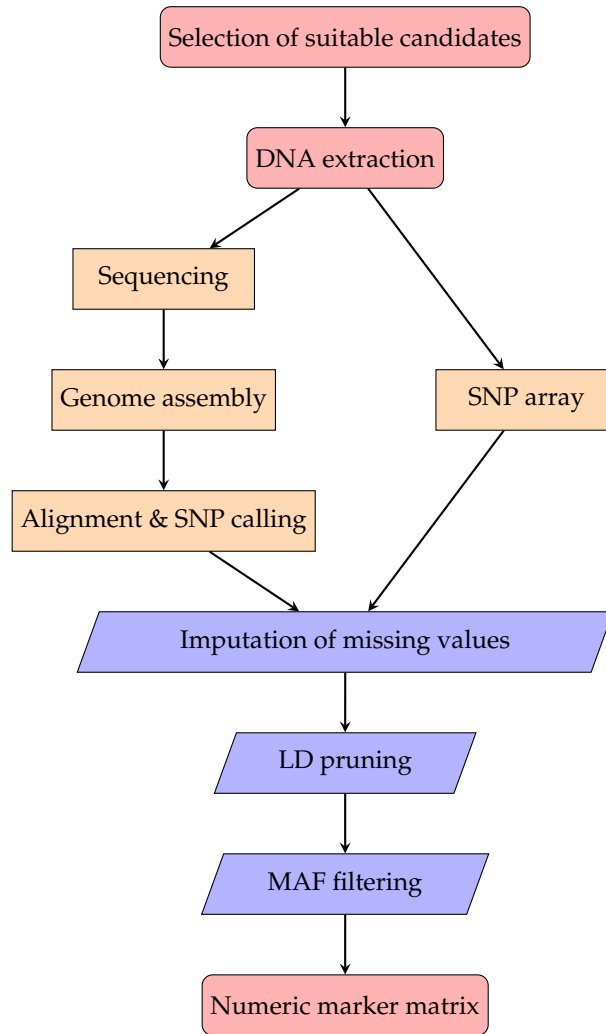 Selection of suitable candidates
DNA extraction
Sequencing
Genome assembly
SNP array
Alignment & SNP calling
Imputation of missing values
LD pruning
MAF filtering
Numeric marker matrix